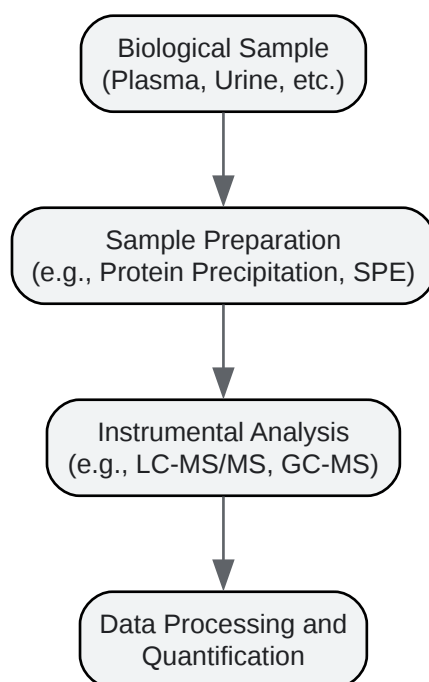 Biological Sample
(Plasma, Urine, etc.)
Sample Preparation
(e.g., Protein Precipitation, SPE)
Instrumental Analysis
(e.g., LC-MS/MS, GC-MS)
Data Processing and
Quantification